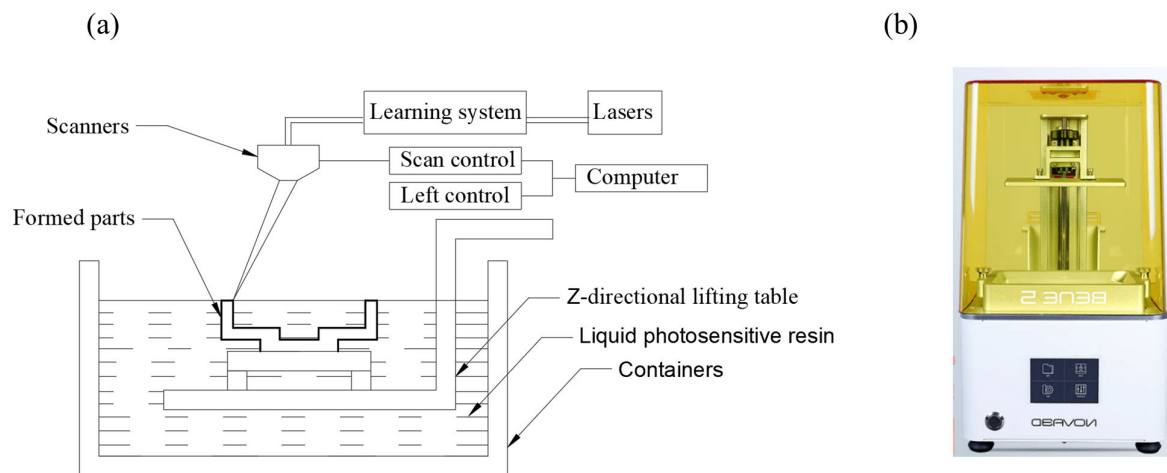 (a)
(b)
Learning system
Lasers
Scanners
Scan control
Computer
Left control
Formed parts
Z-directional lifting table
Liquid photosensitive resin
Containers
BENE 5
NOVA3D